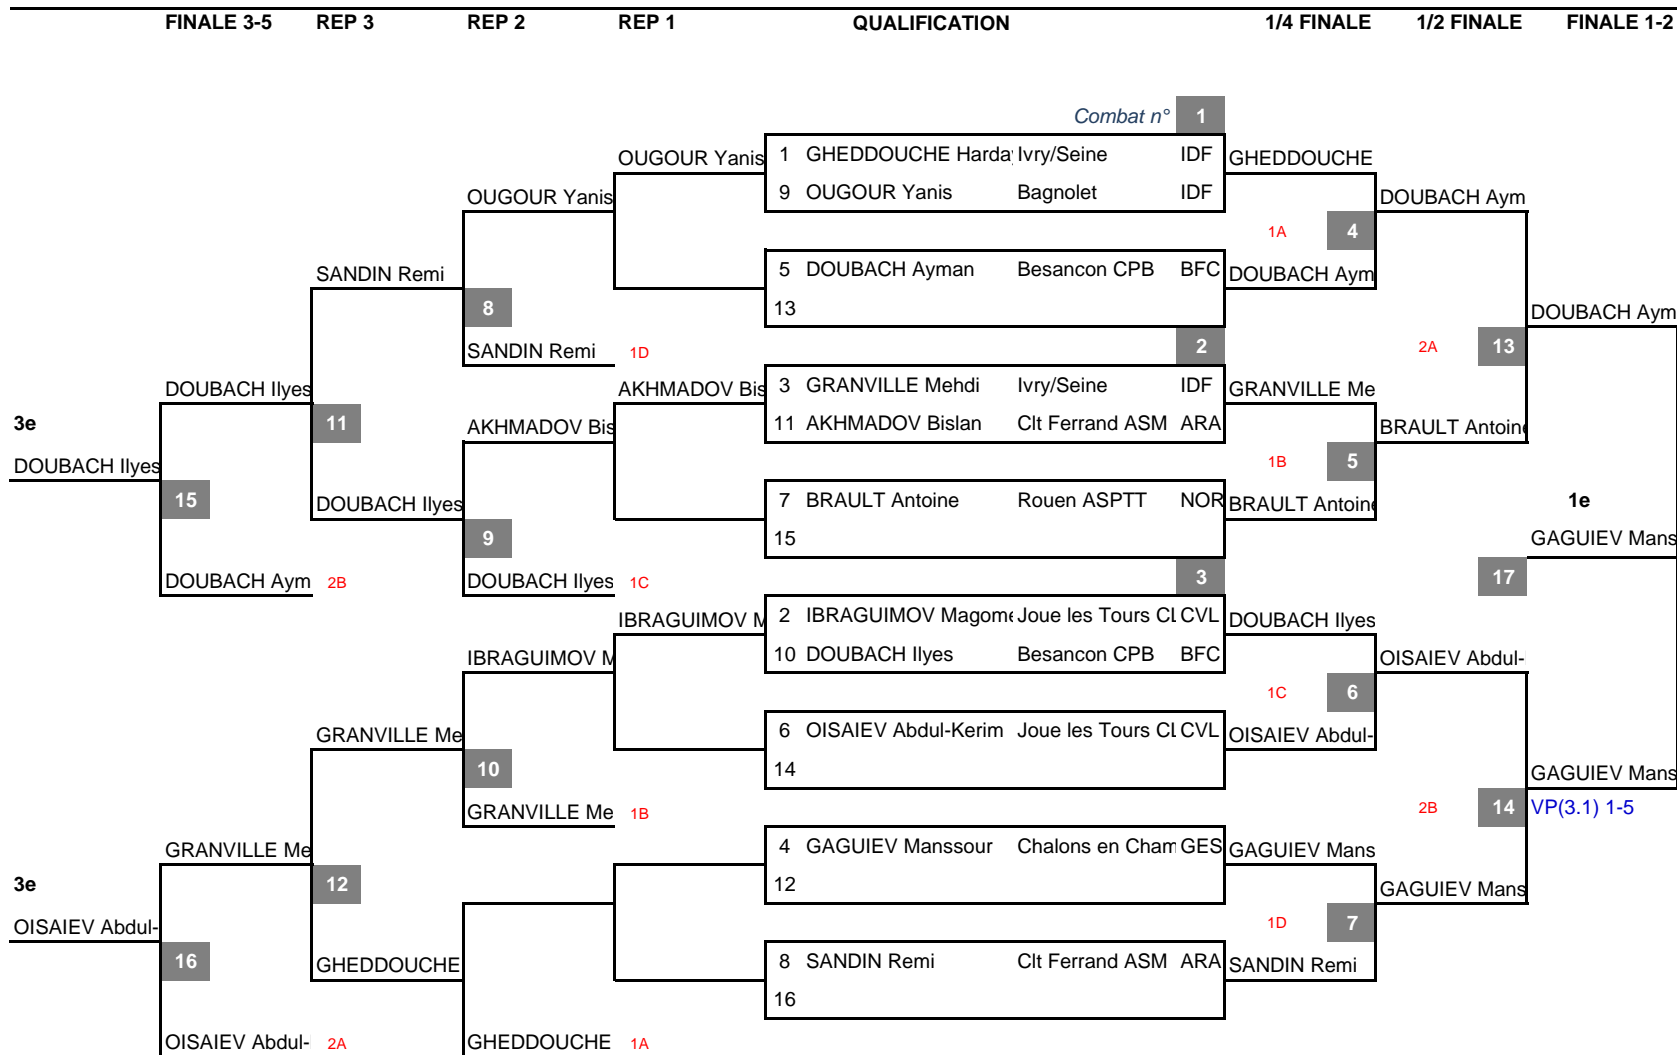 FINALE 3-5 REP 3 REP 2 REP 1 QUALIFICATION 1/4 FINALE 1/2 FINALE FINALE 1-2
Combat n° 1
OUGOUR Yanis 1 GHEDDOUCHE Harda Ivry/Seine IDF GHEDDOUCHE
OUGOUR Yanis 9 OUGOUR Yanis Bagnolet IDF DOUBACH Aym
1A 4
SANDIN Remi 5 DOUBACH Ayman Besancon CPB BFC DOUBACH Aym
8 13 DOUBACH Aym
SANDIN Remi 1D 2 2A 13
DOUBACH Ilyes AKHMADOV Bis 3 GRANVILLE Mehdi Ivry/Seine IDF GRANVILLE Me
3e 11 AKHMADOV Bis 11 AKHMADOV Bislan Clt Ferrand ASM ARA BRAULT Antoine
DOUBACH Ilyes 1B 5
15 DOUBACH Ilyes 7 BRAULT Antoine Rouen ASPTT NOR BRAULT Antoine 1e
9 15 GAGUIEV Mans
DOUBACH Aym 2B DOUBACH Ilyes 1C 3 17
IBRAGUIMOV M 2 IBRAGUIMOV Magome Joue les Tours CL CVL DOUBACH Ilyes
IBRAGUIMOV M 10 DOUBACH Ilyes Besancon CPB BFC OISAIEV Abdul-
1C 6
GRANVILLE Me 6 OISAIEV Abdul-Kerim Joue les Tours CL CVL OISAIEV Abdul-
10 14 GAGUIEV Mans
GRANVILLE Me 1B 2B 14 VP(3.1) 1-5
GRANVILLE Me 4 GAGUIEV Manssour Chalons en Cham GES GAGUIEV Mans
3e 12 12 GAGUIEV Mans
OISAIEV Abdul- 1D 7
16 GHEDDOUCHE 8 SANDIN Remi Clt Ferrand ASM ARA SANDIN Remi
16
OISAIEV Abdul- 2A GHEDDOUCHE 1A